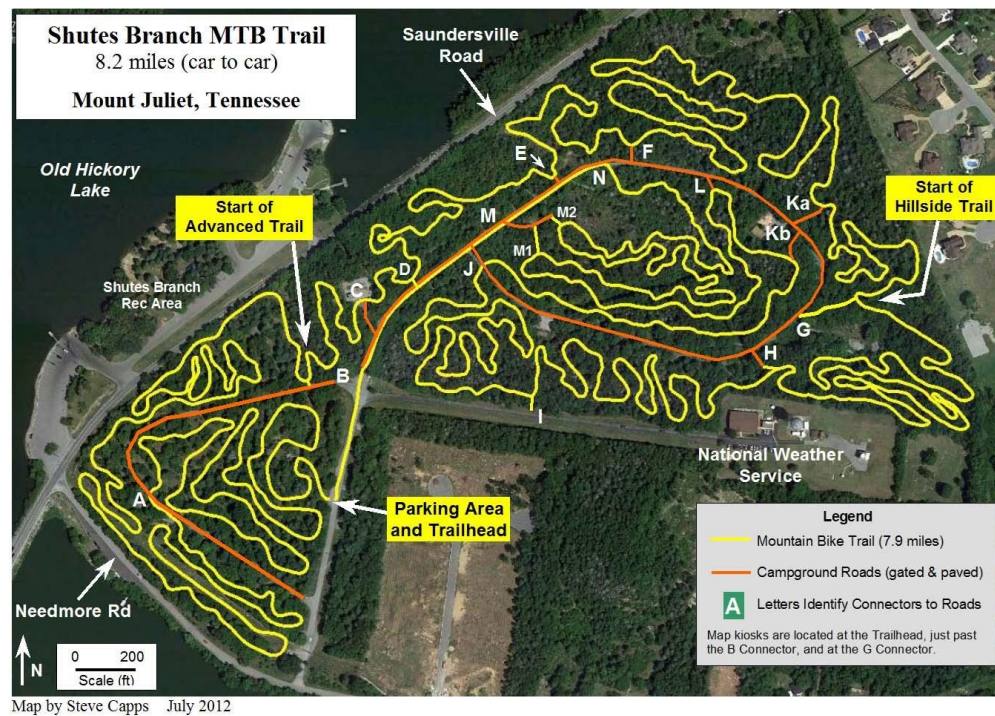 Shutes Branch MTB Trail
8.2 miles (car to car)
Mount Juliet, Tennessee
Saundersville
Road
Old Hickory
Lake
Start of
Advanced Trail
Shutes Branch
Rec Area
E
F
N
L
Ka
Kb
Start of
Hillside Trail
M
M2
M1
D
J
C
G
H
B
I
A
National Weather
Service
Parking Area
and Trailhead
Needmore Rd
N
0 200
Scale (ft)
Legend
Mountain Bike Trail (7.9 miles)
Campground Roads (gated & paved)
A Letters Identify Connectors to Roads
Map kiosks are located at the Trailhead, just past
the B Connector, and at the G Connector.
Map by Steve Capps July 2012